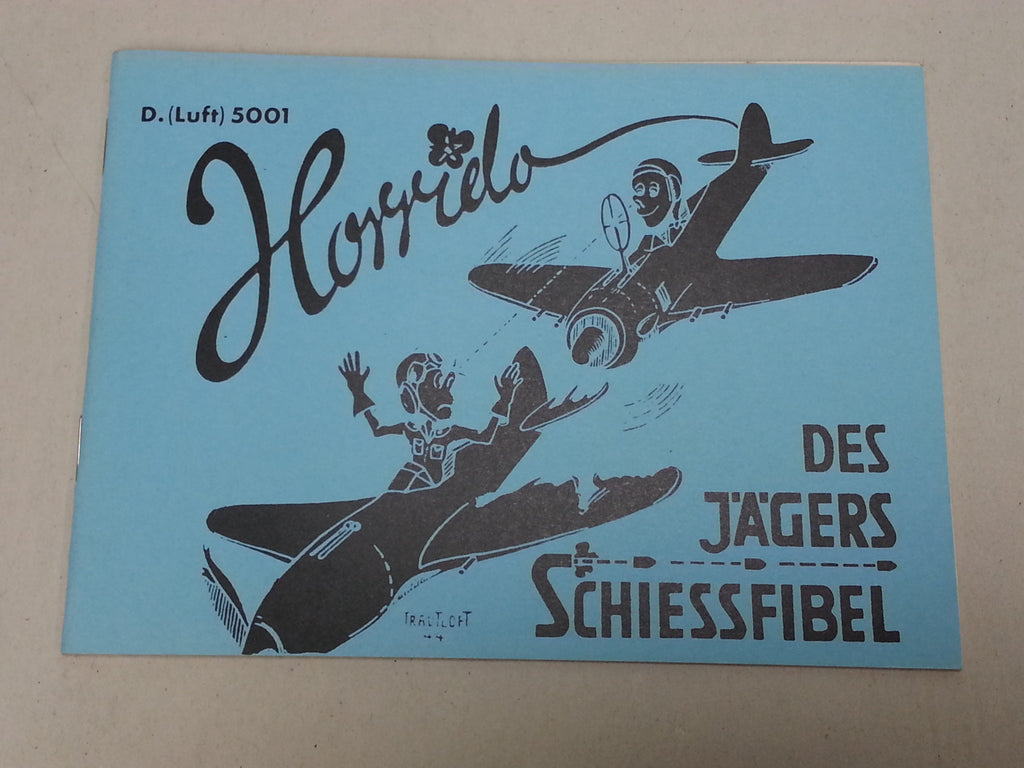 D. (Luft) 5001
Horrido
DES
JÄGERS
SCHIESSFIBEL
TRAUTLOFT
44